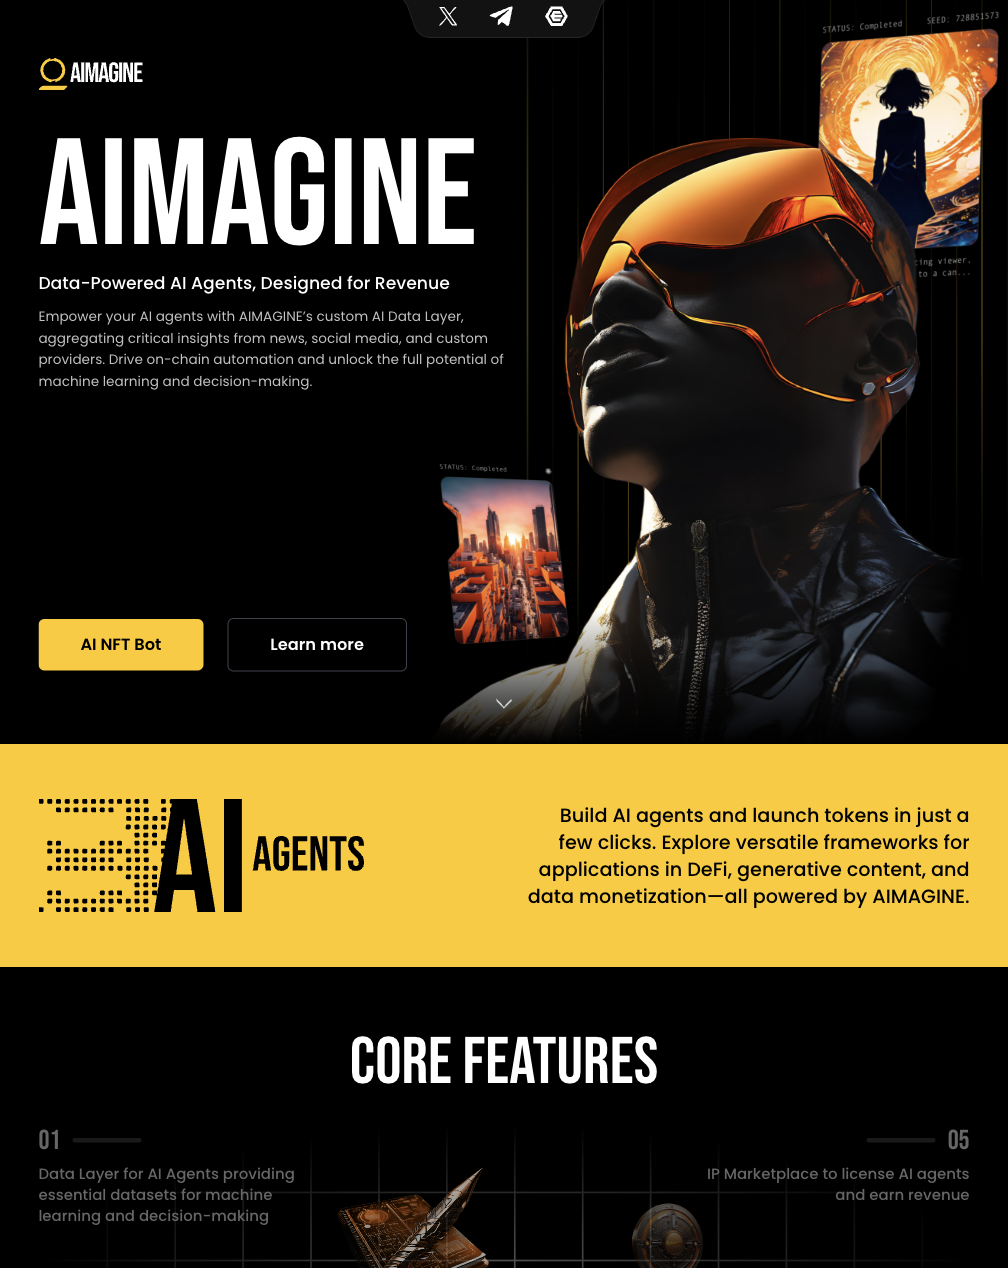 STATUS: Completed SEED: 728851573
AIMAGINE
AIMAGINE
Data-Powered AI Agents, Designed for Revenue
Empower your AI agents with AIMAGINE’s custom AI Data Layer,
aggregating critical insights from news, social media, and custom
providers. Drive on-chain automation and unlock the full potential of
machine learning and decision-making.
viewer.
to a can...
STATUS: Completed
AI NFT Bot
Learn more
AI AGENTS
Build AI agents and launch tokens in just a
few clicks. Explore versatile frameworks for
applications in DeFi, generative content, and
data monetization—all powered by AIMAGINE.
CORE FEATURES
01
Data Layer for AI Agents providing
essential datasets for machine
learning and decision-making
05
IP Marketplace to license AI agents
and earn revenue